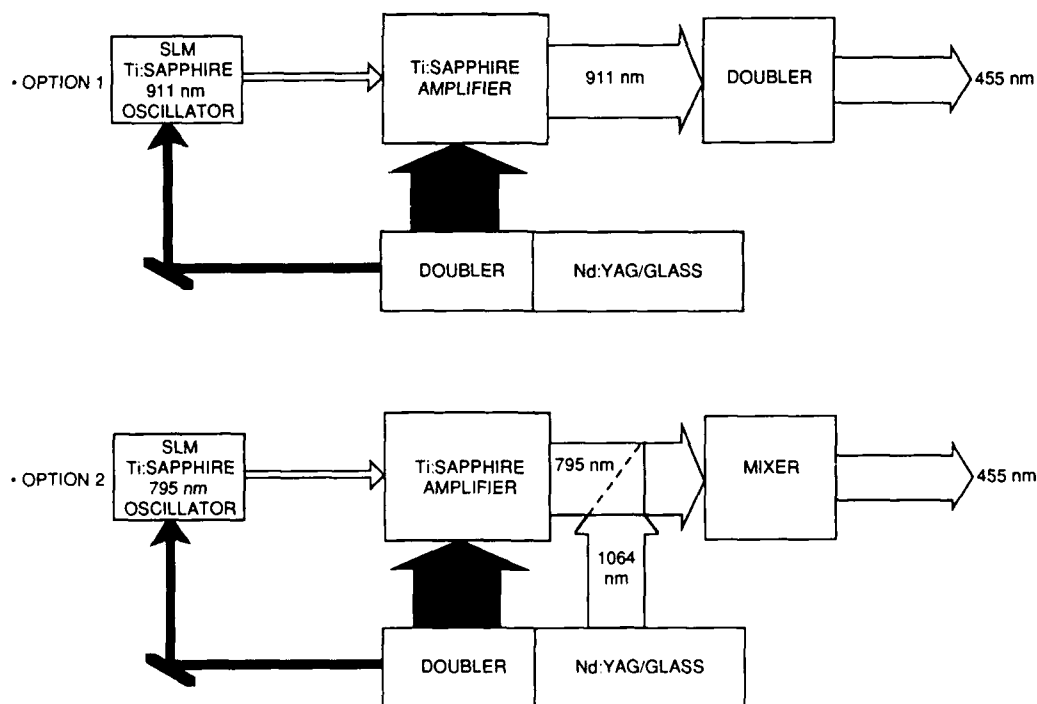 • OPTION 1
SLM
Ti:SAPPHIRE
911 nm
OSCILLATOR
Ti:SAPPHIRE
AMPLIFIER
911 nm
DOUBLER
455 nm
DOUBLER
Nd:YAG/GLASS
• OPTION 2
SLM
Ti:SAPPHIRE
795 nm
OSCILLATOR
Ti:SAPPHIRE
AMPLIFIER
795 nm
MIXER
455 nm
1064
nm
DOUBLER
Nd:YAG/GLASS